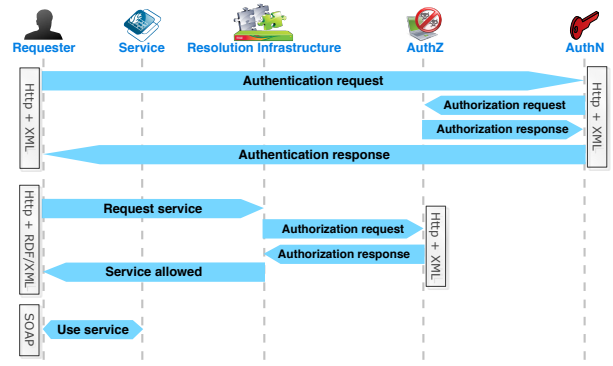 Requester
Service
Resolution Infrastructure
AuthZ
AuthN
Http + XML
Authentication request
Http + XML
Authorization request
Authorization response
Authentication response
Http + RDF/XML
Request service
Authorization request
Http + XML
Authorization response
Service allowed
SOAP
Use service